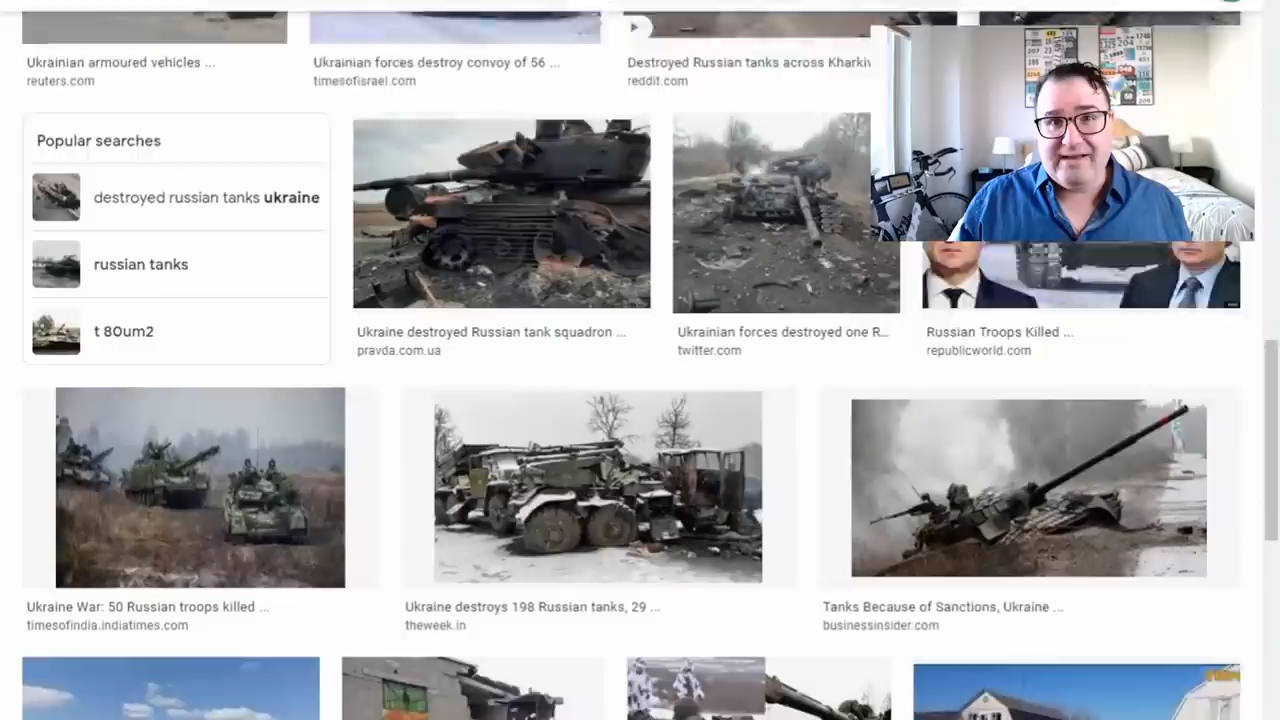 Ukrainian armoured vehicles ...
reuters.com
Ukrainian forces destroy convoy of 56 ...
timesofisrael.com
Destroyed Russian tanks across Kharkiv
reddit.com
Popular searches
destroyed russian tanks ukraine
russian tanks
t 80um2
Ukraine destroyed Russian tank squadron ...
pravda.com.ua
Ukrainian forces destroyed one R...
twitter.com
Russian Troops Killed ...
republicworld.com
Ukraine War: 50 Russian troops killed ...
timesofindia.indiatimes.com
Ukraine destroys 198 Russian tanks, 29 ...
theweek.in
Tanks Because of Sanctions, Ukraine ...
businessinsider.com